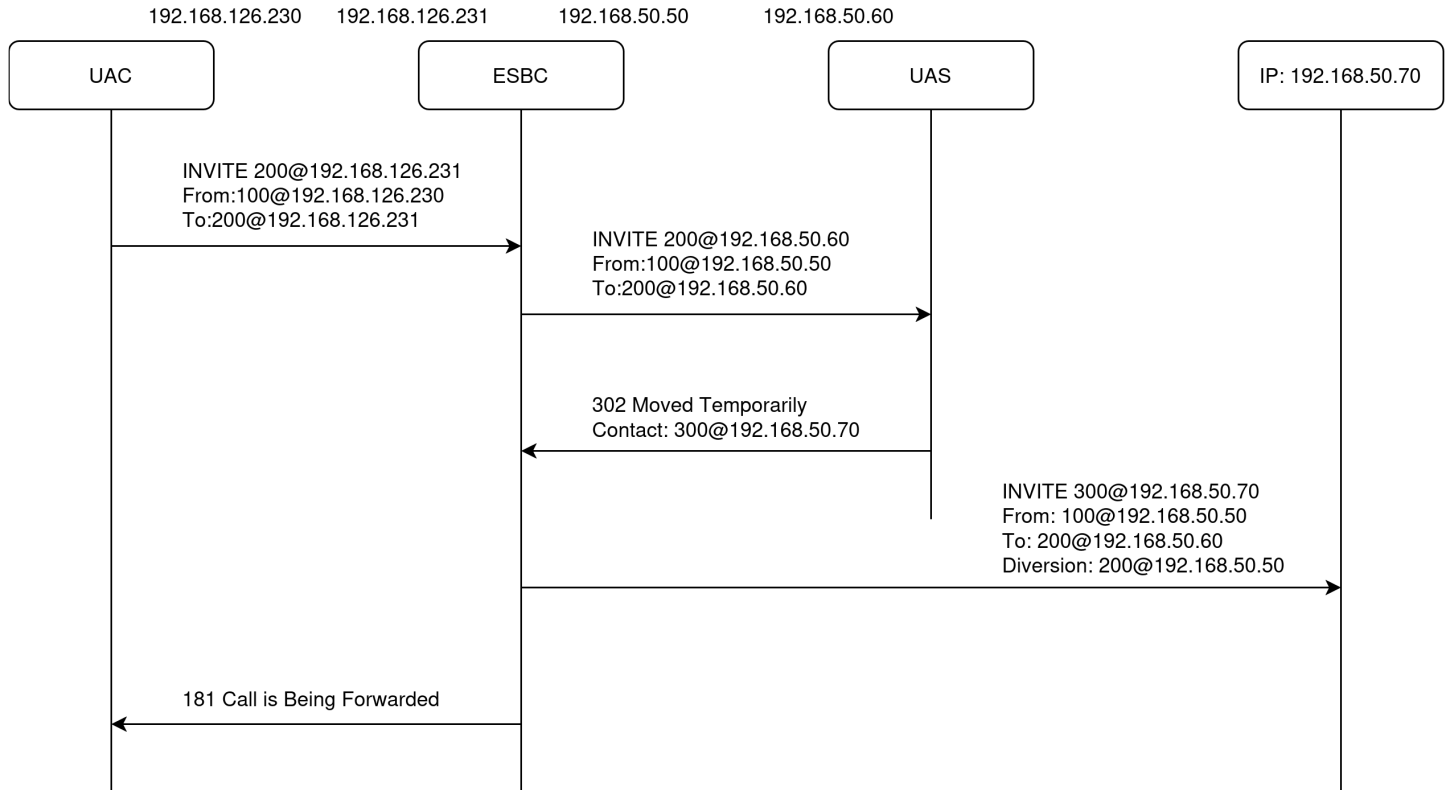 192.168.126.230
192.168.126.231
192.168.50.50
192.168.50.60
UAC
ESBC
UAS
IP: 192.168.50.70
INVITE 200@192.168.126.231
From:100@192.168.126.230
To:200@192.168.126.231
INVITE 200@192.168.50.60
From:100@192.168.50.50
To:200@192.168.50.60
302 Moved Temporarily
Contact: 300@192.168.50.70
INVITE 300@192.168.50.70
From: 100@192.168.50.50
To: 200@192.168.50.60
Diversion: 200@192.168.50.50
181 Call is Being Forwarded